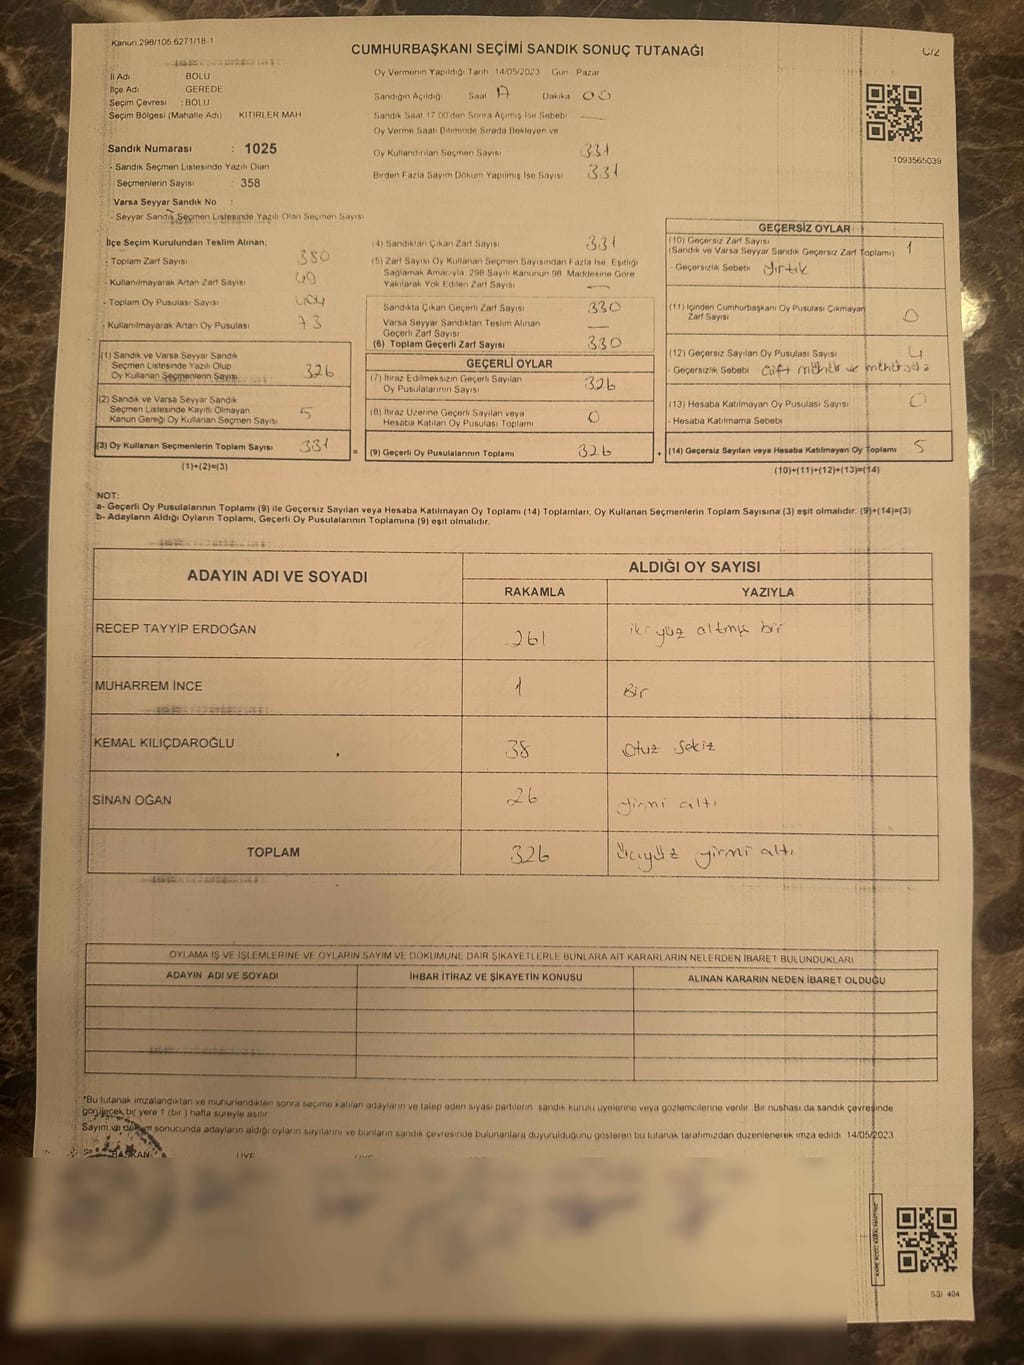 Kanun.298/105.6271/18-1
CUMHURBAŞKANI SEÇİMİ SANDIK SONUÇ TUTANAĞI
C/2
İl Adı BOLU
İlçe Adı GEREDE
Seçim Çevresi : BOLU
Seçim Bölgesi (Mahalle Adı) KITIRLER MAH
Sandık Numarası : 1025
- Sandık Seçmen Listesinde Yazılı Olan
Seçmenlerin Sayısı : 358
Varsa Seyyar Sandık No :
- Seyyar Sandık Seçmen Listesinde Yazılı Olan Seçmen Sayısı
Oy Vermenin Yapıldığı Tarih 14/05/2023 Gün Pazar
Sandığın Açıldığı Saat 17 Dakika 00
Sandık Saat 17.00'den Sonra Açımış İse Sebebi
Oy Verme Saati Bitiminde Sırada Bekleyen ve
Oy Kullandırılan Seçmen Sayısı 331
Birden Fazla Sayım Döküm Yapılmış İse Sayısı 331
1093565039
İlçe Seçim Kurulundan Teslim Alınan;
- Toplam Zarf Sayısı 380
- Kullanılmayarak Artan Zarf Sayısı 49
- Toplam Oy Pusulası Sayısı 404
- Kullanılmayarak Artan Oy Pusulası 73
(1) Sandık ve Varsa Seyyar Sandık
Seçmen Listesinde Yazılı Olup
Oy Kullanan Seçmenlerin Sayısı 326
(2) Sandık ve Varsa Seyyar Sandık
Seçmen Listesinde Kayıtlı Olmayan
Kanun Gereği Oy Kullanan Seçmen Sayısı 5
(3) Oy Kullanan Seçmenlerin Toplam Sayısı 331
(1)+(2)=(3)
(4) Sandıktan Çıkan Zarf Sayısı 331
(5) Zarf Sayısı Oy Kullanan Seçmen Sayısından Fazla İse, Eşitliği
Sağlamak Amacıyla, 298 Sayılı Kanunun 98. Maddesine Göre
Yakılarak Yok Edilen Zarf Sayısı —
Sandıkta Çıkan Geçerli Zarf Sayısı 330
Varsa Seyyar Sandıktan Teslim Alınan
Geçerli Zarf Sayısı —
(6) Toplam Geçerli Zarf Sayısı 330
GEÇERLİ OYLAR
(7) İtiraz Edilmeksizin Geçerli Sayılan
Oy Pusulalarının Sayısı 326
(8) İtiraz Üzerine Geçerli Sayılan veya
Hesaba Katılan Oy Pusulası Toplamı 0
= (9) Geçerli Oy Pusulalarının Toplamı 326
GEÇERSİZ OYLAR
(10) Geçersiz Zarf Sayısı
(Sandık ve Varsa Seyyar Sandık Geçersiz Zarf Toplamı) 1
- Geçersizlik Sebebi yırtık
(11) İçinden Cumhurbaşkanı Oy Pusulası Çıkmayan
Zarf Sayısı 0
(12) Geçersiz Sayılan Oy Pusulası Sayısı 4
Geçersizlik Sebebi Çift mühür ve
(13) Hesaba Katılmayan Oy Pusulası Sayısı 0
- Hesaba Katılmama Sebebi
+ (14) Geçersiz Sayılan veya Hesaba Katılmayan Oy Toplamı 5
(10)+(11)+(12)+(13)=(14)
NOT:
a- Geçerli Oy Pusulalarının Toplamı (9) ile Geçersiz Sayılan veya Hesaba Katılmayan Oy Toplamı (14) Toplamları, Oy Kullanan Seçmenlerin Toplam Sayısına (3) eşit olmalıdır. (9)+(14)=(3)
b- Adayların Aldığı Oyların Toplamı, Geçerli Oy Pusulalarının Toplamına (9) eşit olmalıdır.
ADAYIN ADI VE SOYADI
ALDIĞI OY SAYISI
RAKAMLA YAZIYLA
RECEP TAYYİP ERDOĞAN 261 iki yüz altmış bir
MUHARREM İNCE 1 Bir
KEMAL KILIÇDAROĞLU 38 Otuz Sekiz
SİNAN OĞAN 26 yirmi altı
TOPLAM 326 Üçyüz yirmi altı
OYLAMA İŞ VE İŞLEMLERİNE VE OYLARIN SAYIM VE DÖKÜMÜNE DAİR ŞİKAYETLERLE BUNLARA AİT KARARLARIN NELERDEN İBARET BULUNDUKLARI
ADAYIN ADI VE SOYADI İHBAR İTİRAZ VE ŞİKAYETİN KONUSU ALINAN KARARIN NEDEN İBARET OLDUĞU
*Bu tutanak imzalandıktan ve mühürlendikten sonra seçime katılan adayların ve talep eden siyasi partilerin sandık kurulu üyelerine veya gözlemcilerine verilir. Bir nüshası da sandık çevresinde
görülecek bir yere 1 (bir) hafta süreyle asılır
Sayım ve döküm sonucunda adayların aldığı oyların sayılarını ve bunların sandık çevresinde bulunanlara duyurulduğunu gösteren bu tutanak tarafımızdan düzenlenerek imza edildi. 14/05/2023
BAŞKAN ÜYE ÜYE
SSI 404